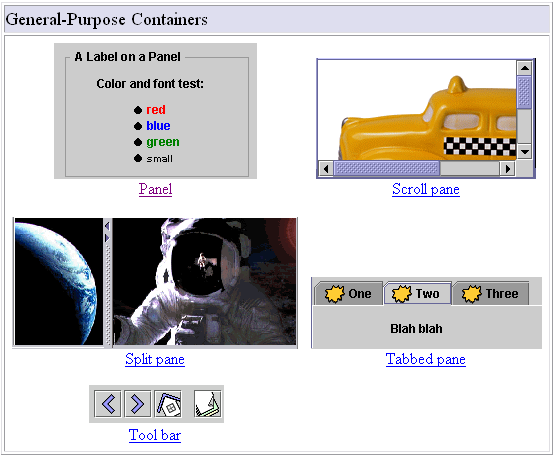 General-Purpose Containers
A Label on a Panel
Color and font test:
red
blue
green
small
Panel
Scroll pane
Split pane
One
Two
Three
Blah blah
Tabbed pane
Tool bar